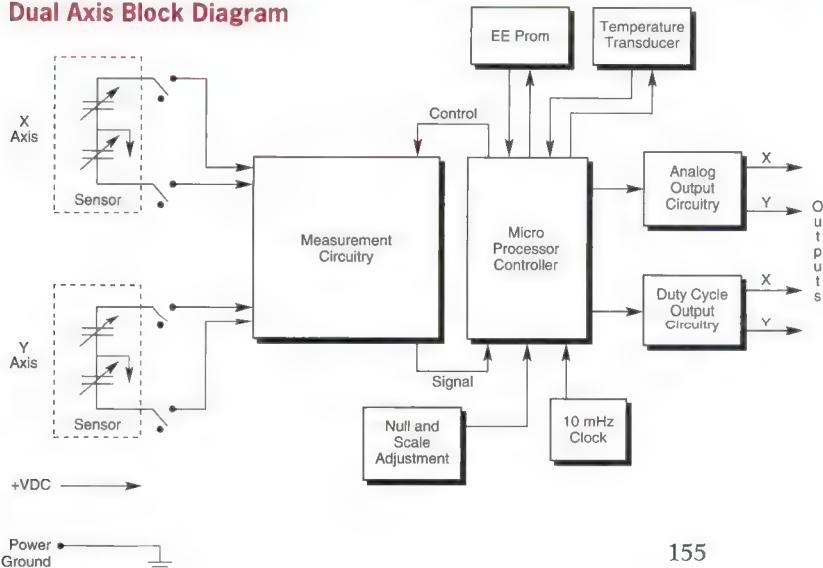 Dual Axis Block Diagram
EE Prom
Temperature
Transducer
X
Axis
Sensor
Control
Measurement
Circuitry
Micro
Processor
Controller
Analog
Output
Circuitry
X
Y
Duty Cycle
Output
Circuitry
X
Y
Outputs
Y
Axis
Sensor
Signal
Null and
Scale
Adjustment
10 mHz
Clock
+VDC
Power
Ground
155